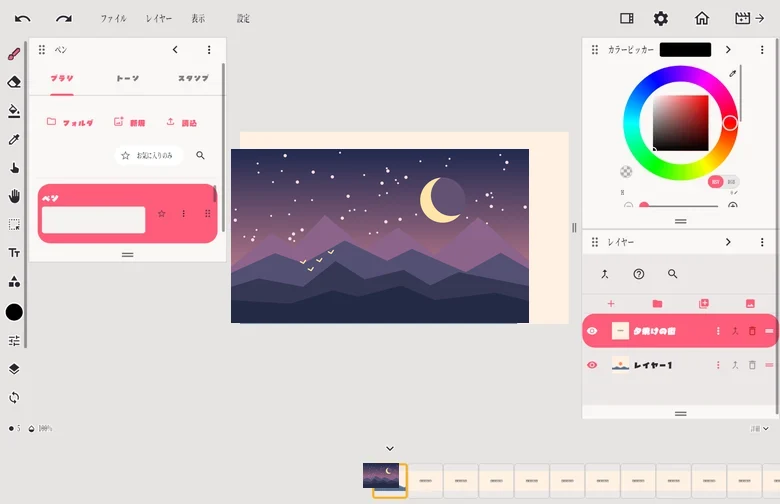 ファイル レイヤー 表示 設定
ペン
ブラシ トーン スタンプ
フォルダ 新規 読込
お気に入りのみ
ペン
カラーピッカー
レイヤー
夕焼けの街
レイヤー1
5 100%
詳細